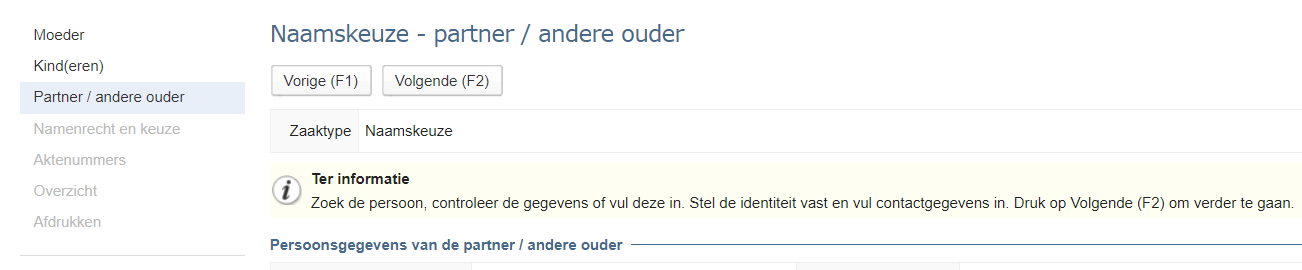 Moeder
Kind(eren)
Partner / andere ouder
Namenrecht en keuze
Aktenummers
Overzicht
Afdrukken
Naamskeuze - partner / andere ouder
Vorige (F1) Volgende (F2)
Zaaktype Naamskeuze
Ter informatie
Zoek de persoon, controleer de gegevens of vul deze in. Stel de identiteit vast en vul contactgegevens in. Druk op Volgende (F2) om verder te gaan.
Persoonsgegevens van de partner / andere ouder